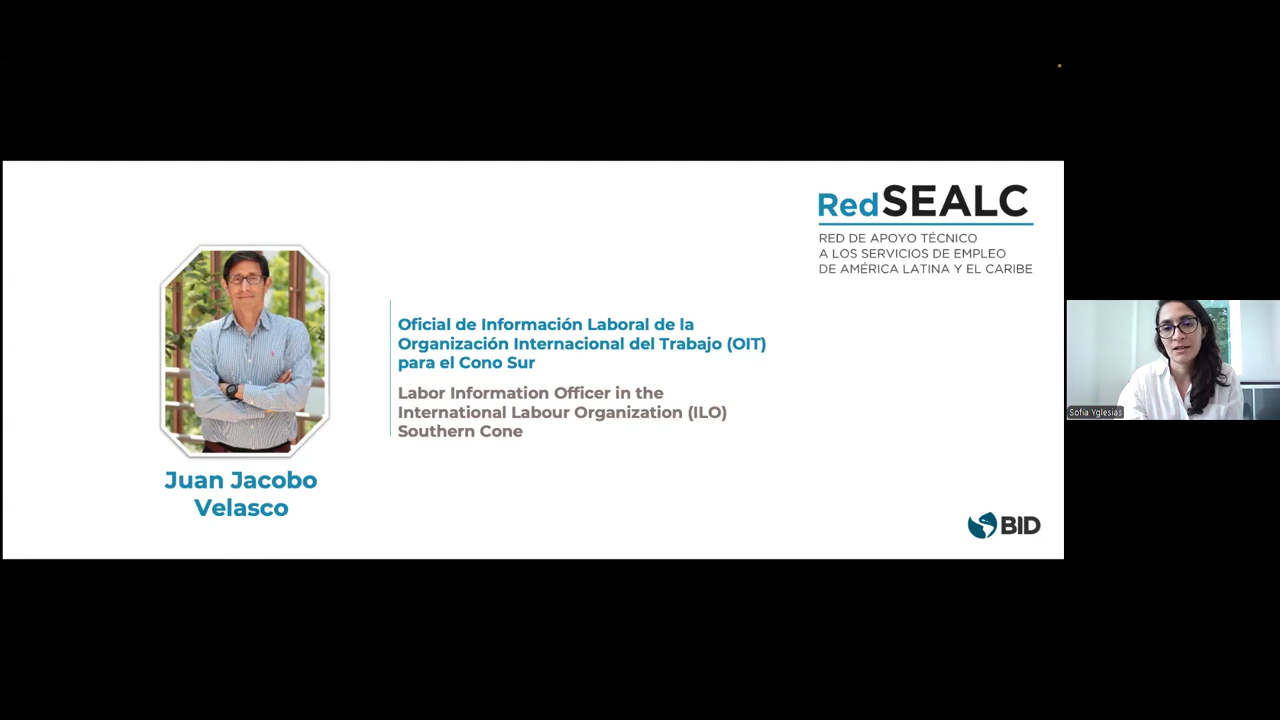 RedSEALC
RED DE APOYO TÉCNICO
A LOS SERVICIOS DE EMPLEO
DE AMÉRICA LATINA Y EL CARIBE
Oficial de Información Laboral de la
Organización Internacional del Trabajo (OIT)
para el Cono Sur
Labor Information Officer in the
International Labour Organization (ILO)
Southern Cone
Juan Jacobo
Velasco
BID
Sofía Yglesias